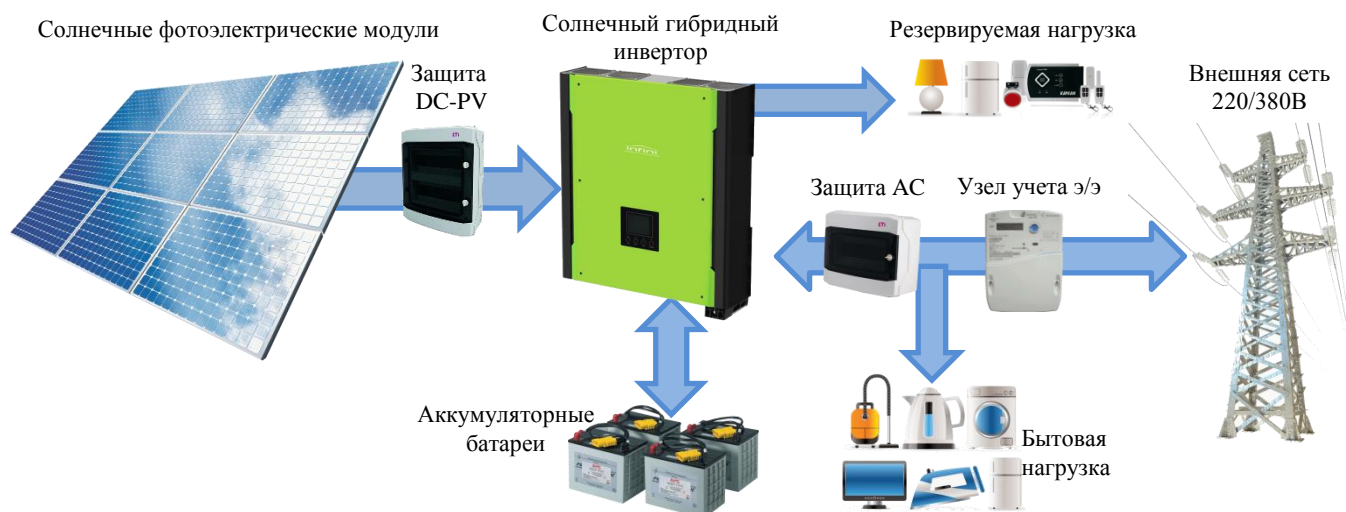 Солнечные фотоэлектрические модули
Защита
DC-PV
Солнечный гибридный
инвертор
Резервируемая нагрузка
Внешняя сеть
220/380В
Защита АС
Узел учета э/э
Аккумуляторные
батареи
Бытовая
нагрузка